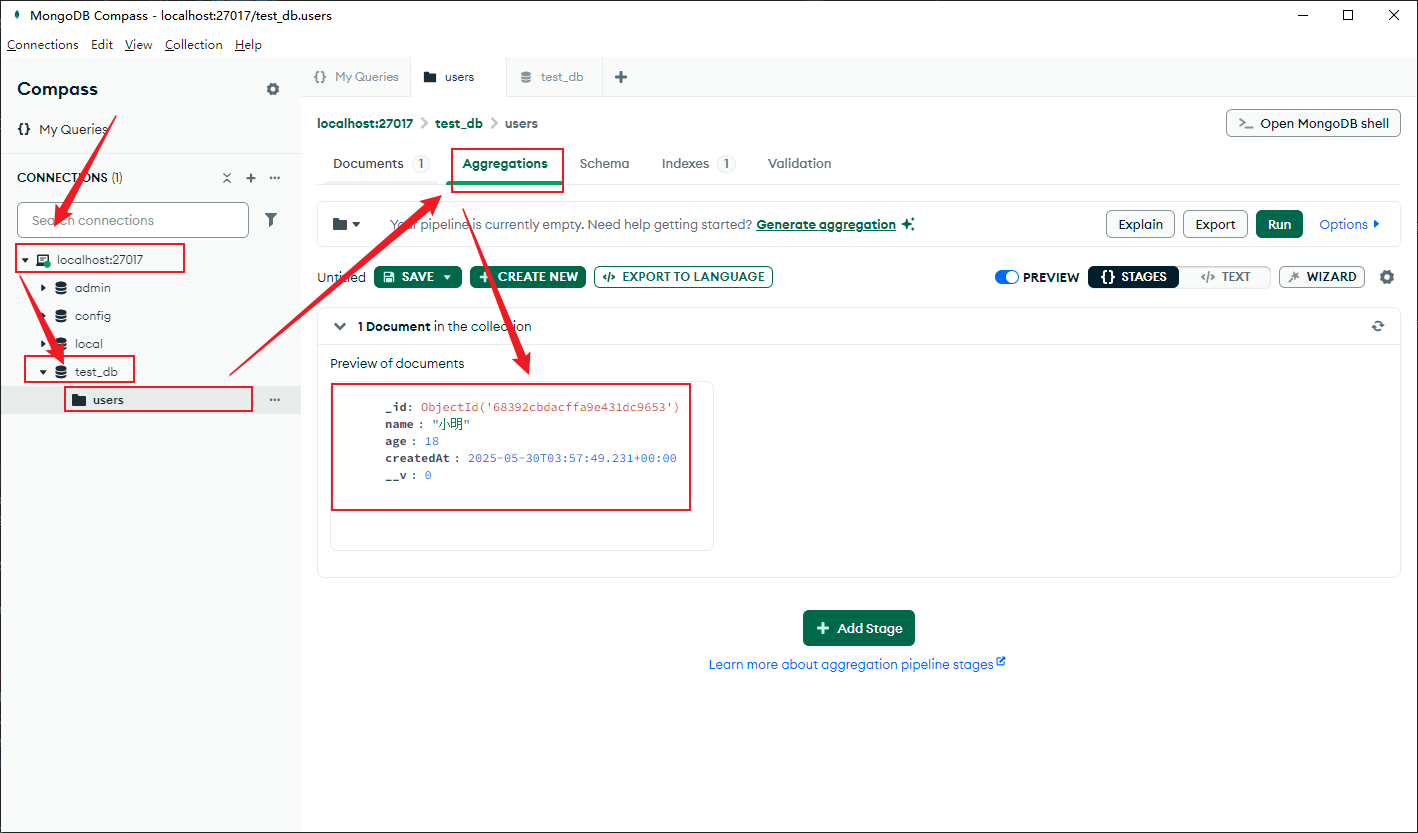 MongoDB Compass - localhost:27017/test_db.users
Connections Edit View Collection Help
Compass
{} My Queries
CONNECTIONS (1)
Search connections
localhost:27017
admin
config
local
test_db
users
{} My Queries users test_db
localhost:27017 test_db users
>_ Open MongoDB shell
Documents 1 Aggregations Schema Indexes 1 Validation
Your pipeline is currently empty. Need help getting started? Generate aggregation
Explain Export Run Options
Untitled SAVE + CREATE NEW </> EXPORT TO LANGUAGE
PREVIEW {} STAGES </> TEXT WIZARD
1 Document in the collection
Preview of documents
_id: ObjectId('68392cbdacffa9e431dc9653')
name : "小明"
age : 18
createdAt : 2025-05-30T03:57:49.231+00:00
__v : 0
+ Add Stage
Learn more about aggregation pipeline stages